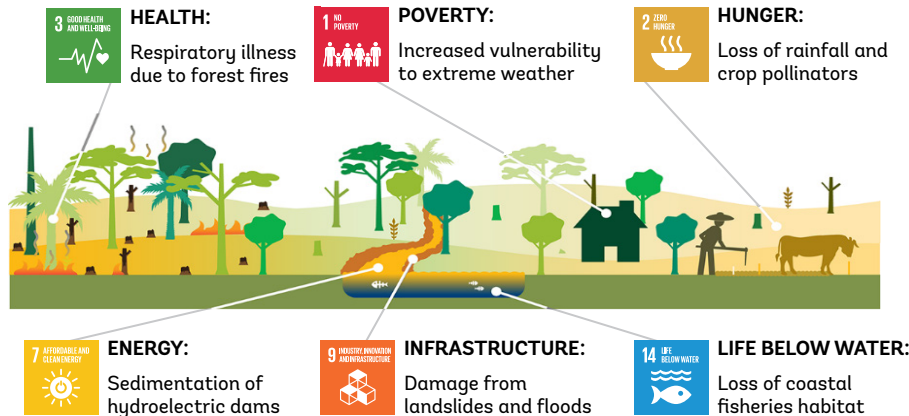 3 GOOD HEALTH
AND WELL-BEING
HEALTH:
Respiratory illness
due to forest fires
1 NO
POVERTY
POVERTY:
Increased vulnerability
to extreme weather
2 ZERO
HUNGER
HUNGER:
Loss of rainfall and
crop pollinators
7 AFFORDABLE AND
CLEAN ENERGY
ENERGY:
Sedimentation of
hydroelectric dams
9 INDUSTRY, INNOVATION
AND INFRASTRUCTURE
INFRASTRUCTURE:
Damage from
landslides and floods
14 LIFE
BELOW WATER
LIFE BELOW WATER:
Loss of coastal
fisheries habitat